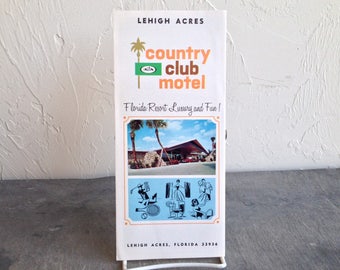 LEHIGH ACRES
country
club
motel
Florida Resort Luxury and Fun!
LEHIGH ACRES, FLORIDA 33936